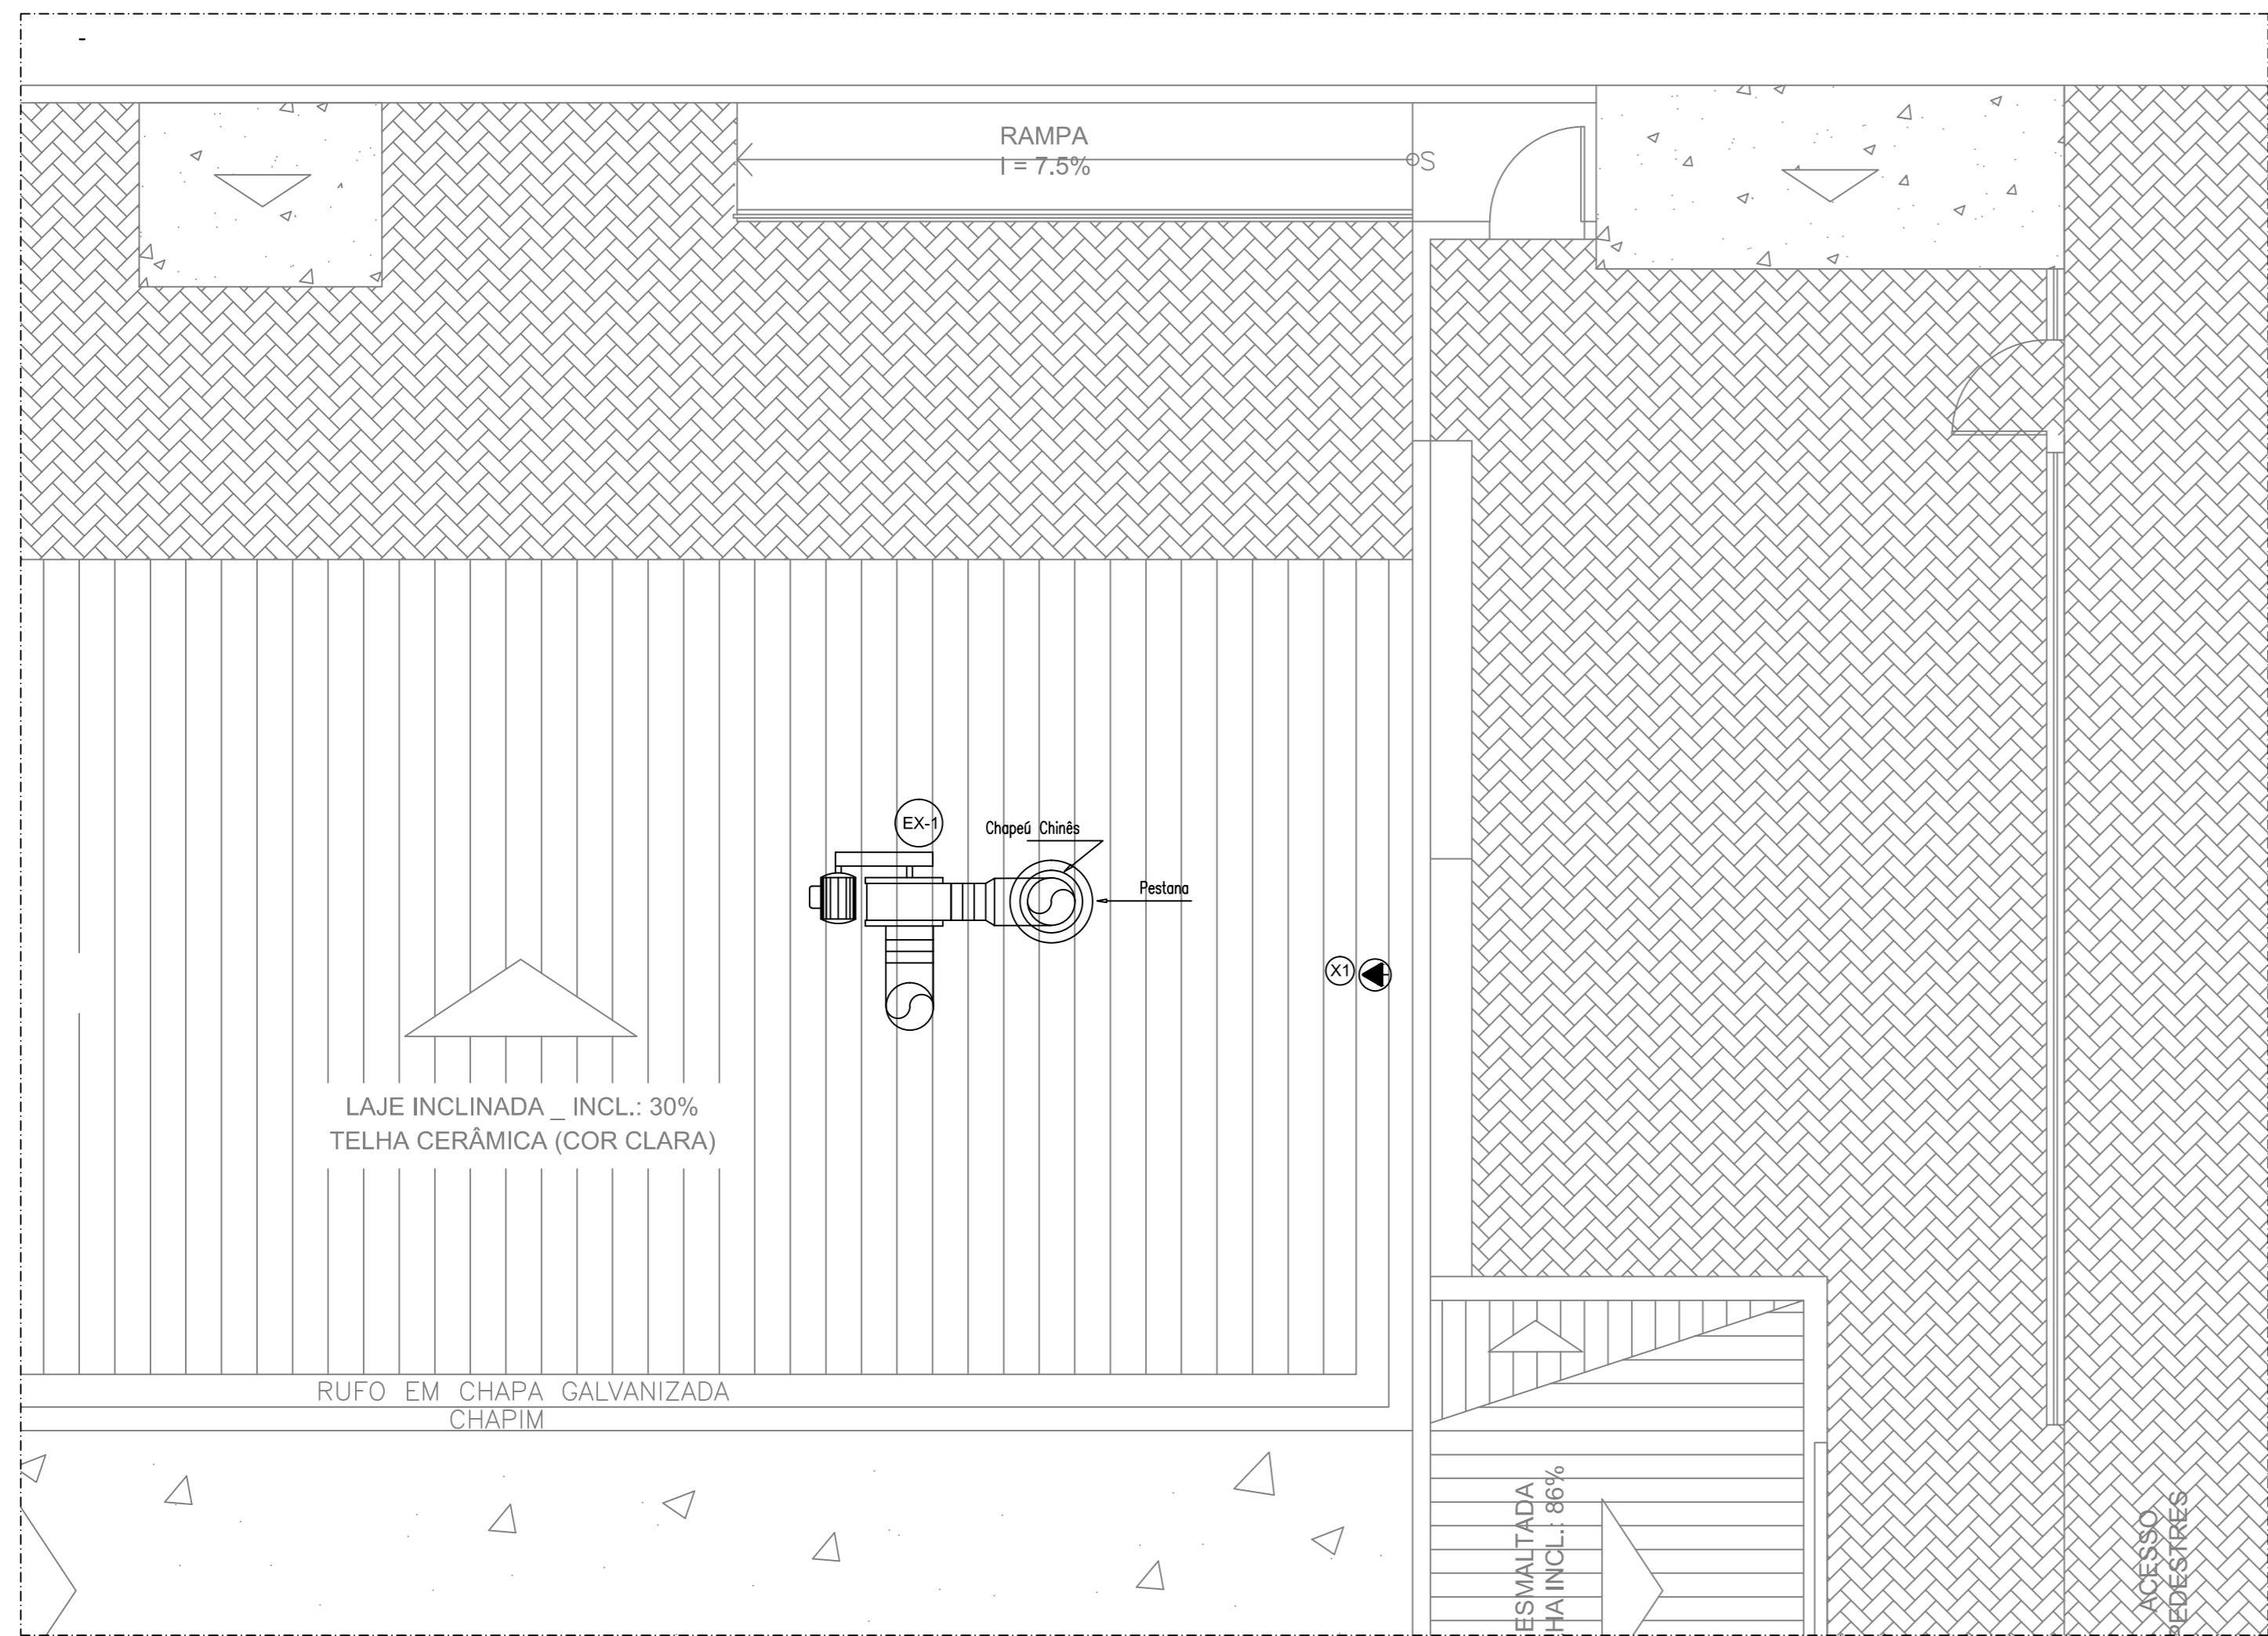 RAMPA
I = 7.5%
S
EX-1
Chapeú Chinês
Pestana
X1
LAJE INCLINADA _ INCL.: 30%
TELHA CERÂMICA (COR CLARA)
RUFO EM CHAPA GALVANIZADA
CHAPIM
ESMALTADA
HA INCL.: 86%
ACESSO
PEDESTRES